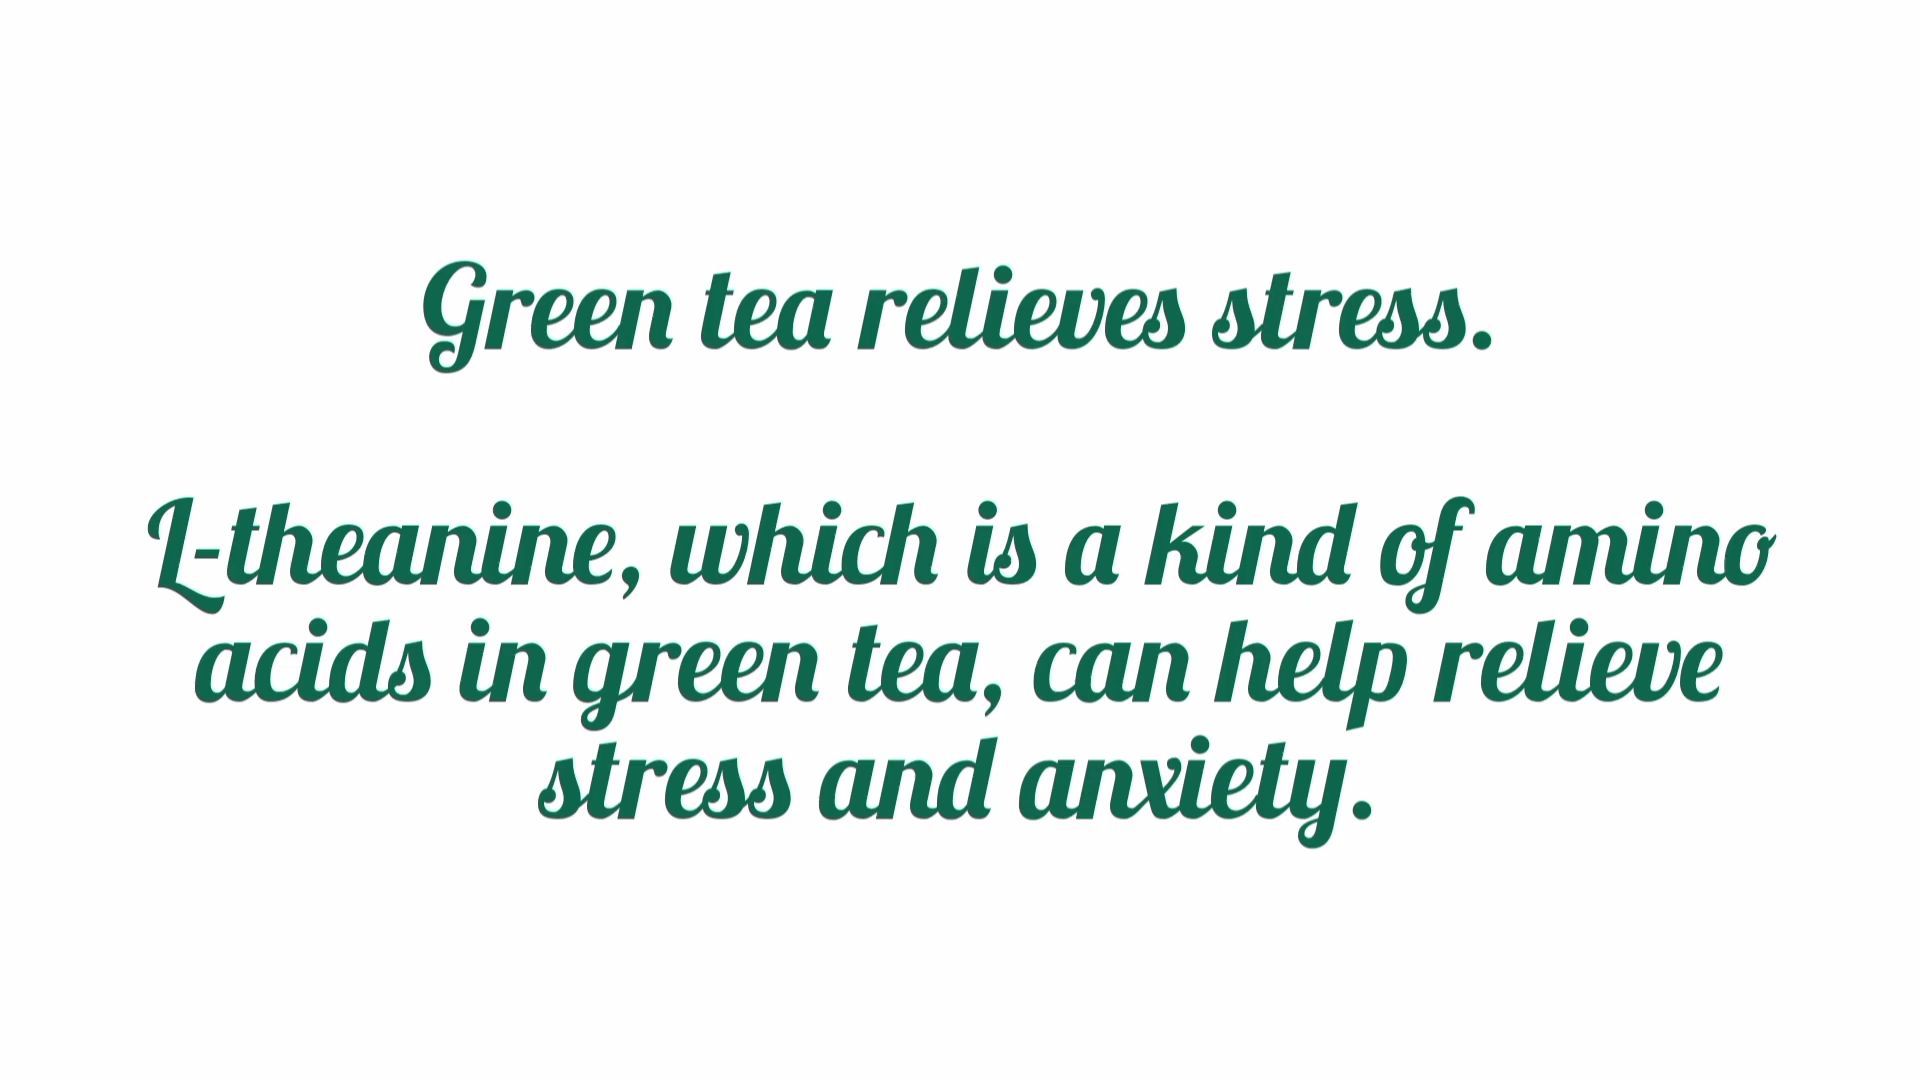 Green tea relieves stress.
L-theanine, which is a kind of amino
acids in green tea, can help relieve
stress and anxiety.